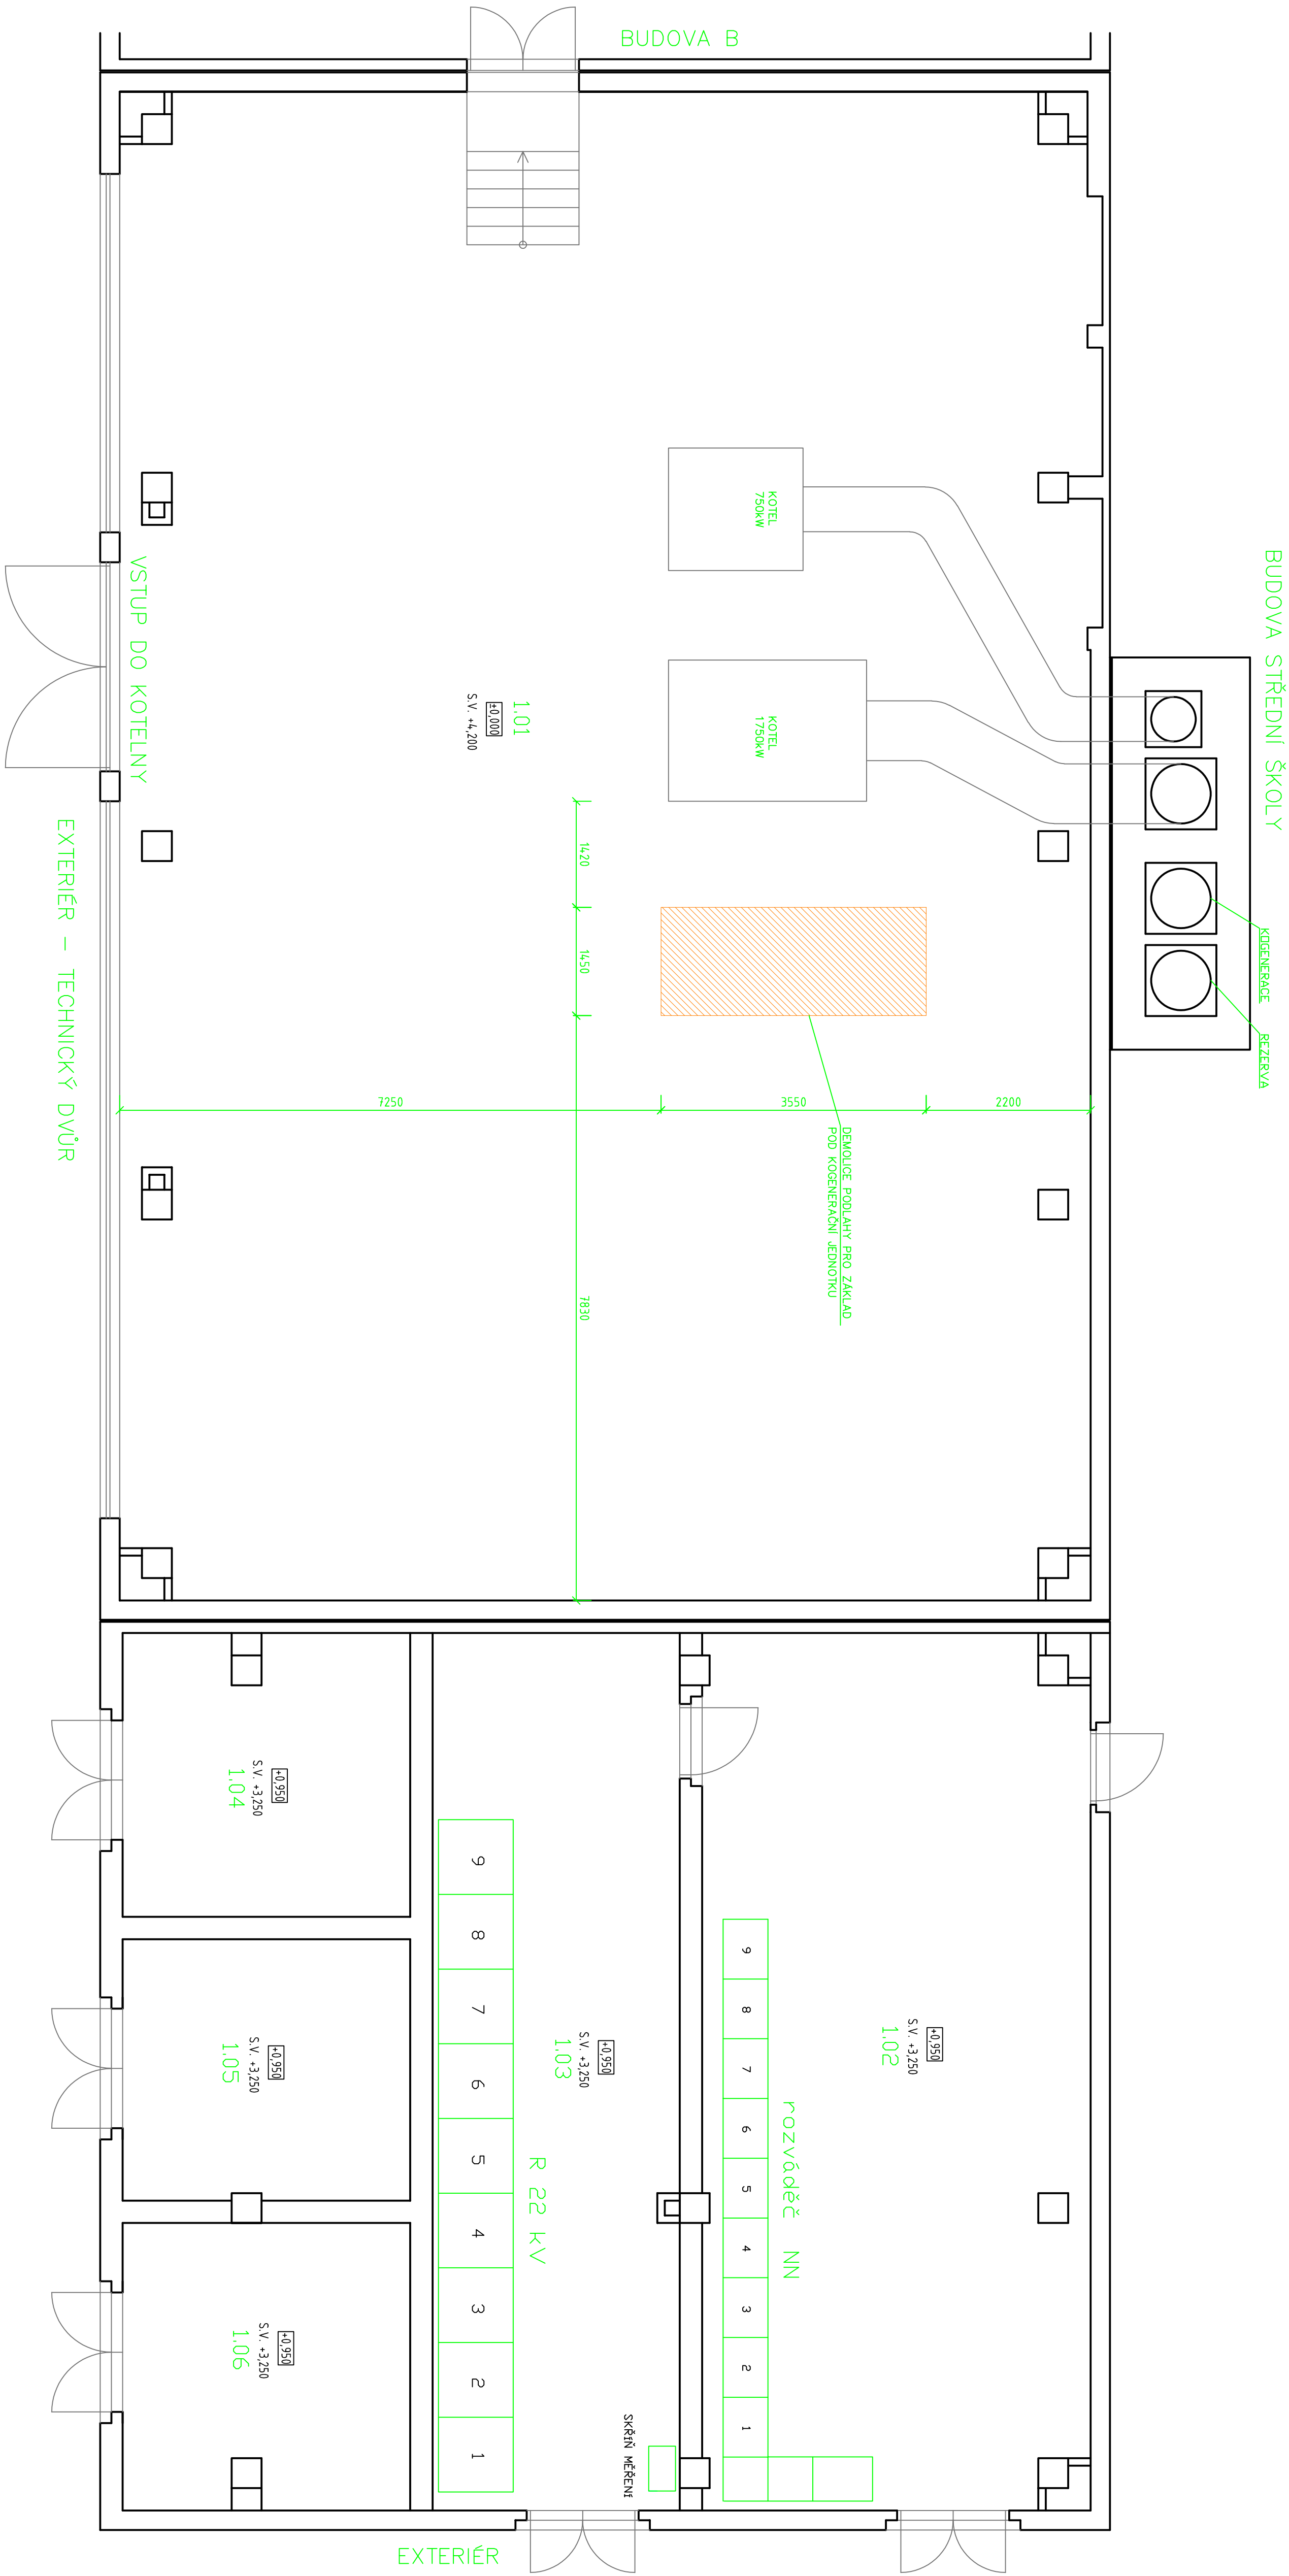 BUDOVA B
BUDOVA STŘEDNÍ ŠKOLY
KOGENERACE
REZERVA
KOTEL
750kW
KOTEL
1750kW
1.01
±0,000
S.V. +4,200
VSTUP DO KOTELNY
EXTERIÉR – TECHNICKÝ DVŮR
1420
1450
7830
7250
3550
2200
DEMOLICE PODLAHY PRO ZÁKLAD
POD KOGENERAČNÍ JEDNOTKU
+0,950
S.V. +3,250
1.02
rozváděč NN
9
8
7
6
5
4
3
2
1
+0,950
S.V. +3,250
1.03
R 22 kV
9
8
7
6
5
4
3
2
1
SKŘÍŇ MĚŘENÍ
+0,950
S.V. +3,250
1.04
+0,950
S.V. +3,250
1.05
+0,950
S.V. +3,250
1.06
EXTERIÉR